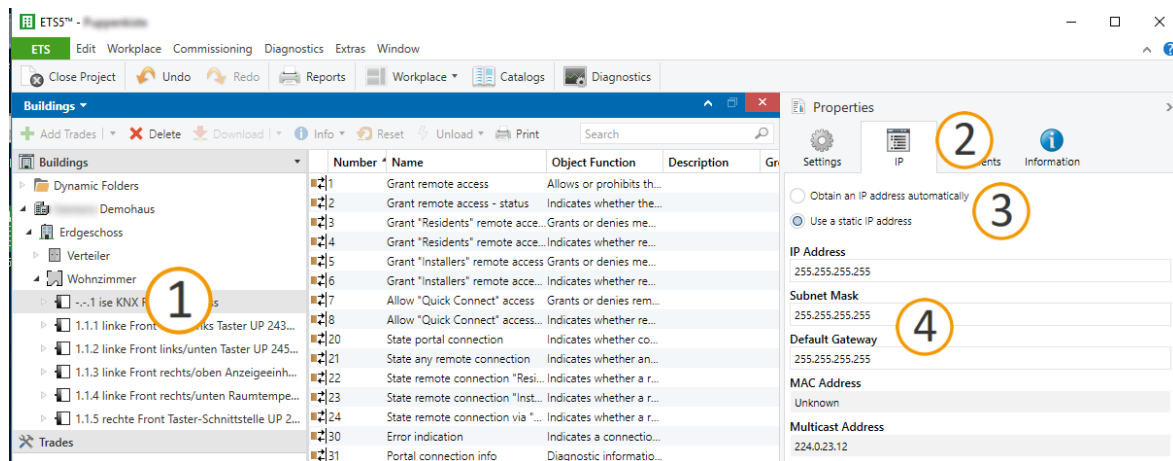 ETS5™ -
ETS Edit Workplace Commissioning Diagnostics Extras Window
Close Project Undo Redo Reports Workplace Catalogs Diagnostics
Buildings
Add Trades Delete Download Info Reset Unload Print Search
Buildings
Dynamic Folders
Demohaus
Erdgeschoss
Verteiler
Wohnzimmer
-.-.1 ise KNX
1
1.1.1 linke Front Taster UP 243...
1.1.2 linke Front links/unten Taster UP 245...
1.1.3 linke Front rechts/oben Anzeigeeinh...
1.1.4 linke Front rechts/unten Raumtempe...
1.1.5 rechte Front Taster-Schnittstelle UP 2...
Trades
Number Name Object Function Description Gr
1 Grant remote access Allows or prohibits th...
2 Grant remote access - status Indicates whether the...
3 Grant "Residents" remote acce... Grants or denies me...
4 Grant "Residents" remote acce... Indicates whether re...
5 Grant "Installers" remote access Grants or denies me...
6 Grant "Installers" remote acce... Indicates whether re...
7 Allow "Quick Connect" access Grants or denies rem...
8 Allow "Quick Connect" access... Indicates whether re...
20 State portal connection Indicates whether co...
21 State any remote connection Indicates whether an...
22 State remote connection "Resi... Indicates whether a r...
23 State remote connection "Inst... Indicates whether a r...
24 State remote connection via "... Indicates whether a r...
30 Error indication Indicates a connectio...
31 Portal connection info Diagnostic informatio...
Properties
2
Settings IP ents Information
Obtain an IP address automatically
3
Use a static IP address
IP Address
255.255.255.255
Subnet Mask
255.255.255.255
4
Default Gateway
255.255.255.255
MAC Address
Unknown
Multicast Address
224.0.23.12